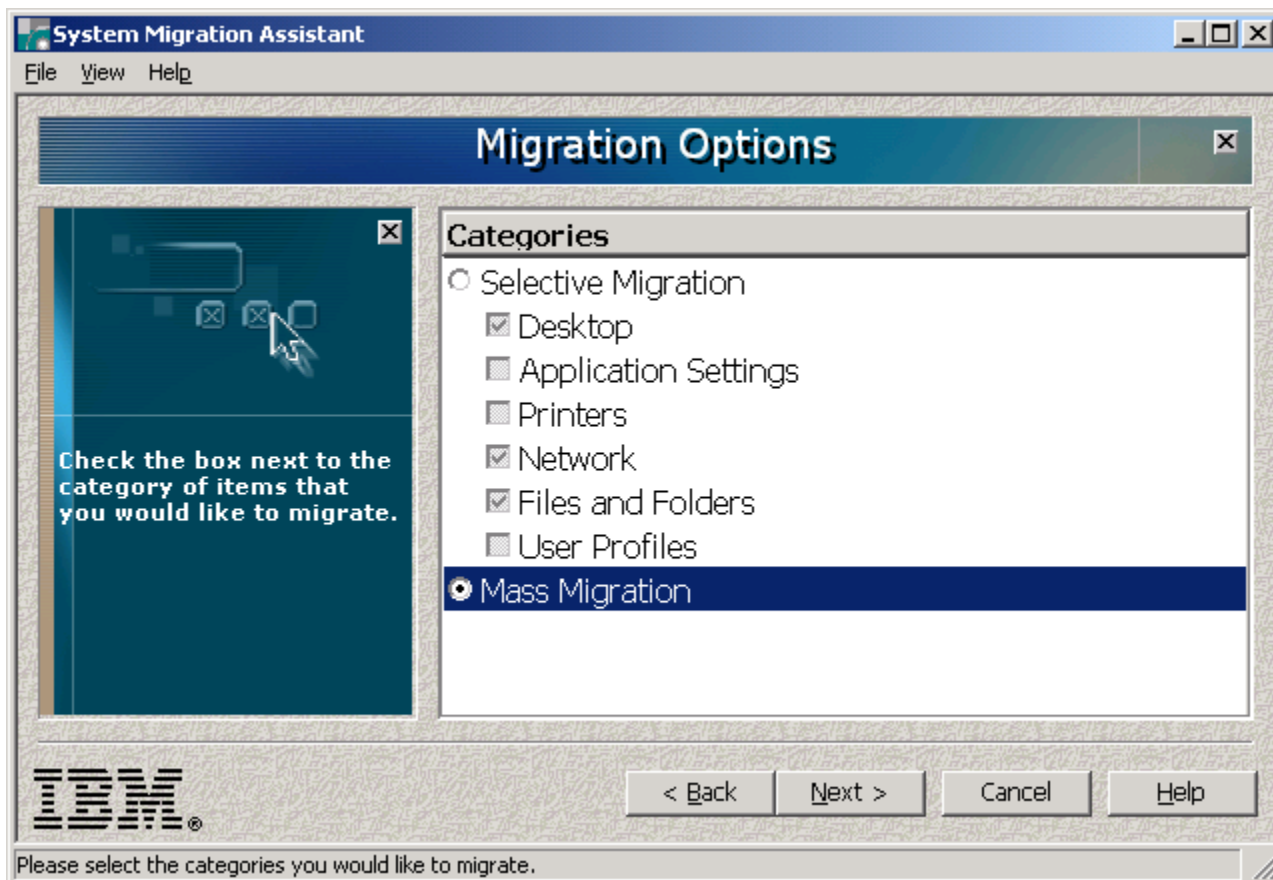 System Migration Assistant
File View Help
Migration Options
Check the box next to the
category of items that
you would like to migrate.
Categories
Selective Migration
Desktop
Application Settings
Printers
Network
Files and Folders
User Profiles
Mass Migration
IBM®
< Back Next > Cancel Help
Please select the categories you would like to migrate.